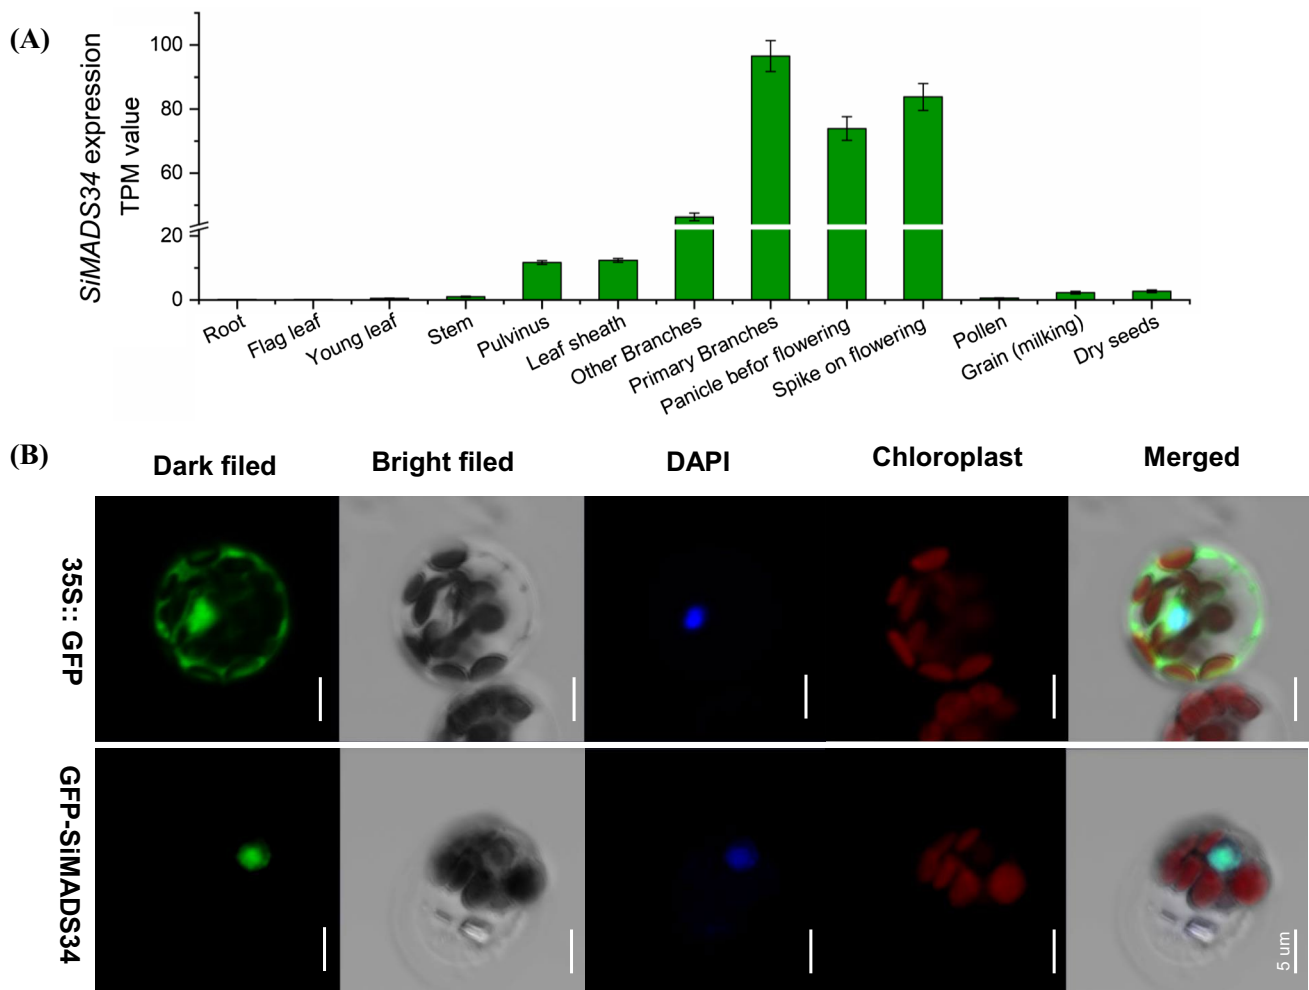 (A)
SiMADS34 expression
TPM value
100
80
60
20
0
Root
Flag leaf
Young leaf
Stem
Pulvinus
Leaf sheath
Other Branches
Primary Branches
Panicle befor flowering
Spike on flowering
Pollen
Grain (milking)
Dry seeds
(B)
Dark filed
Bright filed
DAPI
Chloroplast
Merged
35S:: GFP
GFP-SiMADS34
5 um